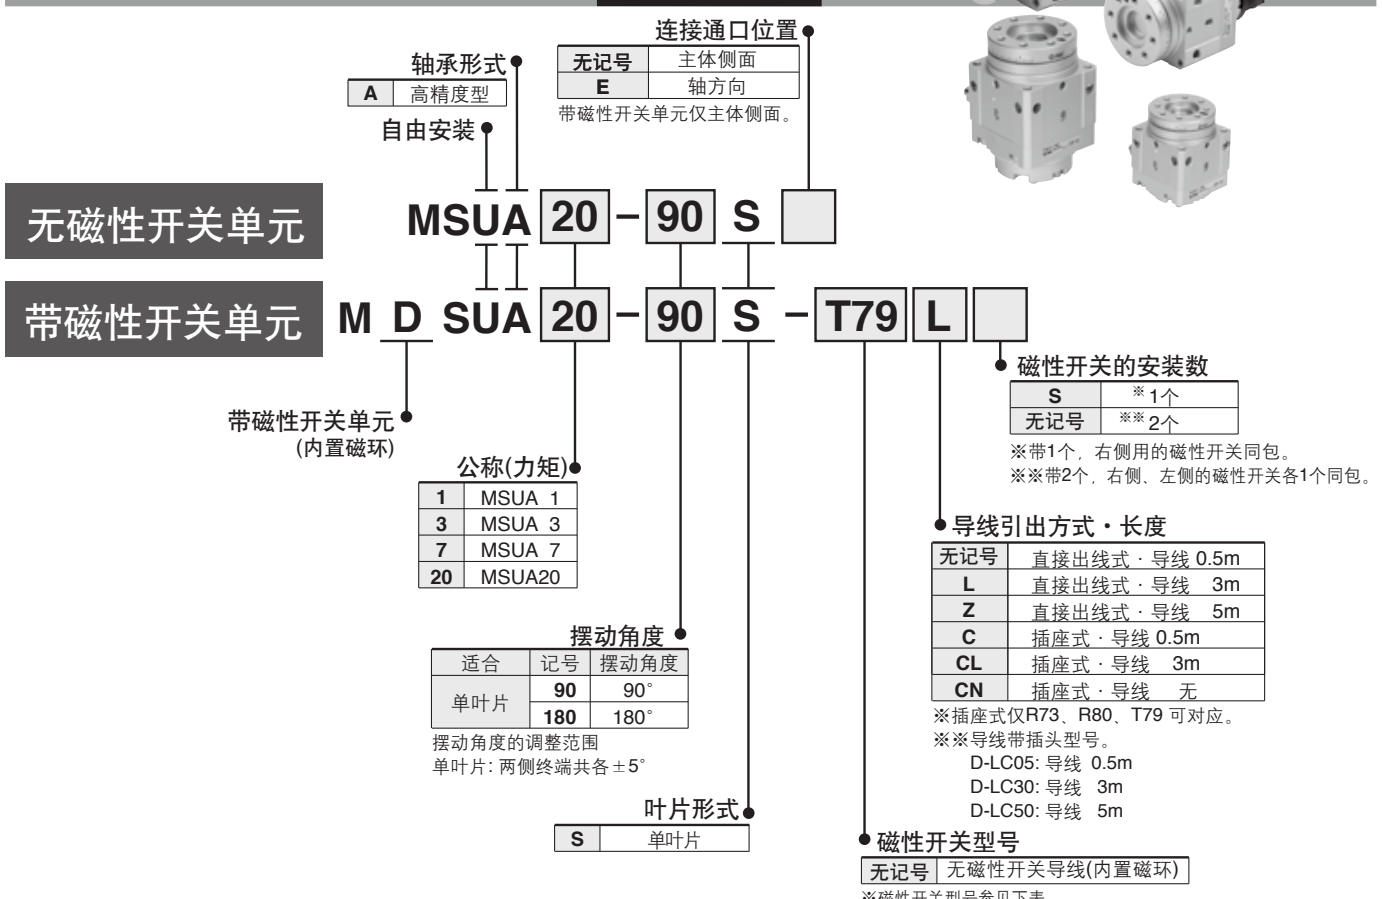 连接通口位置
无记号 主体侧面
E 轴方向
带磁性开关单元仅主体侧面。
轴承形式
A 高精度型
自由安装
无磁性开关单元
MSUA 20 - 90 S
带磁性开关单元
M D SUA 20 - 90 S - T79 L
磁性开关的安装数
S ※1个
无记号 ※※2个
※带1个，右侧用的磁性开关同包。
※※带2个，右侧、左侧的磁性开关各1个同包。
带磁性开关单元
(内置磁环)
公称(力矩)
1 MSUA 1
3 MSUA 3
7 MSUA 7
20 MSUA20
导线引出方式・长度
无记号 直接出线式・导线 0.5m
L 直接出线式・导线 3m
Z 直接出线式・导线 5m
C 插座式・导线 0.5m
CL 插座式・导线 3m
CN 插座式・导线 无
※插座式仅R73、R80、T79 可对应。
※※导线带插头型号。
D-LC05: 导线 0.5m
D-LC30: 导线 3m
D-LC50: 导线 5m
摆动角度
适合 记号 摆动角度
单叶片 90 90°
180 180°
摆动角度的调整范围
单叶片: 两侧终端共各±5°
叶片形式
S 单叶片
磁性开关型号
无记号 无磁性开关导线(内置磁环)
※磁性开关型号参见下表